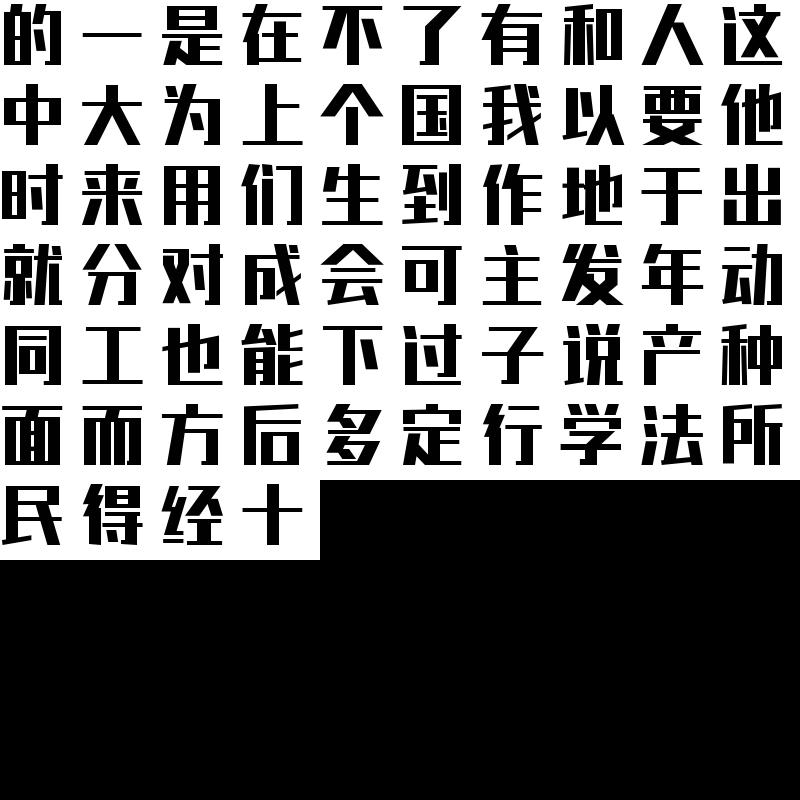 的一是在不了有和人这
中大为上个国我以要他
时来用们生到作地于出
就分对成会可主发年动
同工也能下过子说产种
面而方后多定行学法所
民得经十